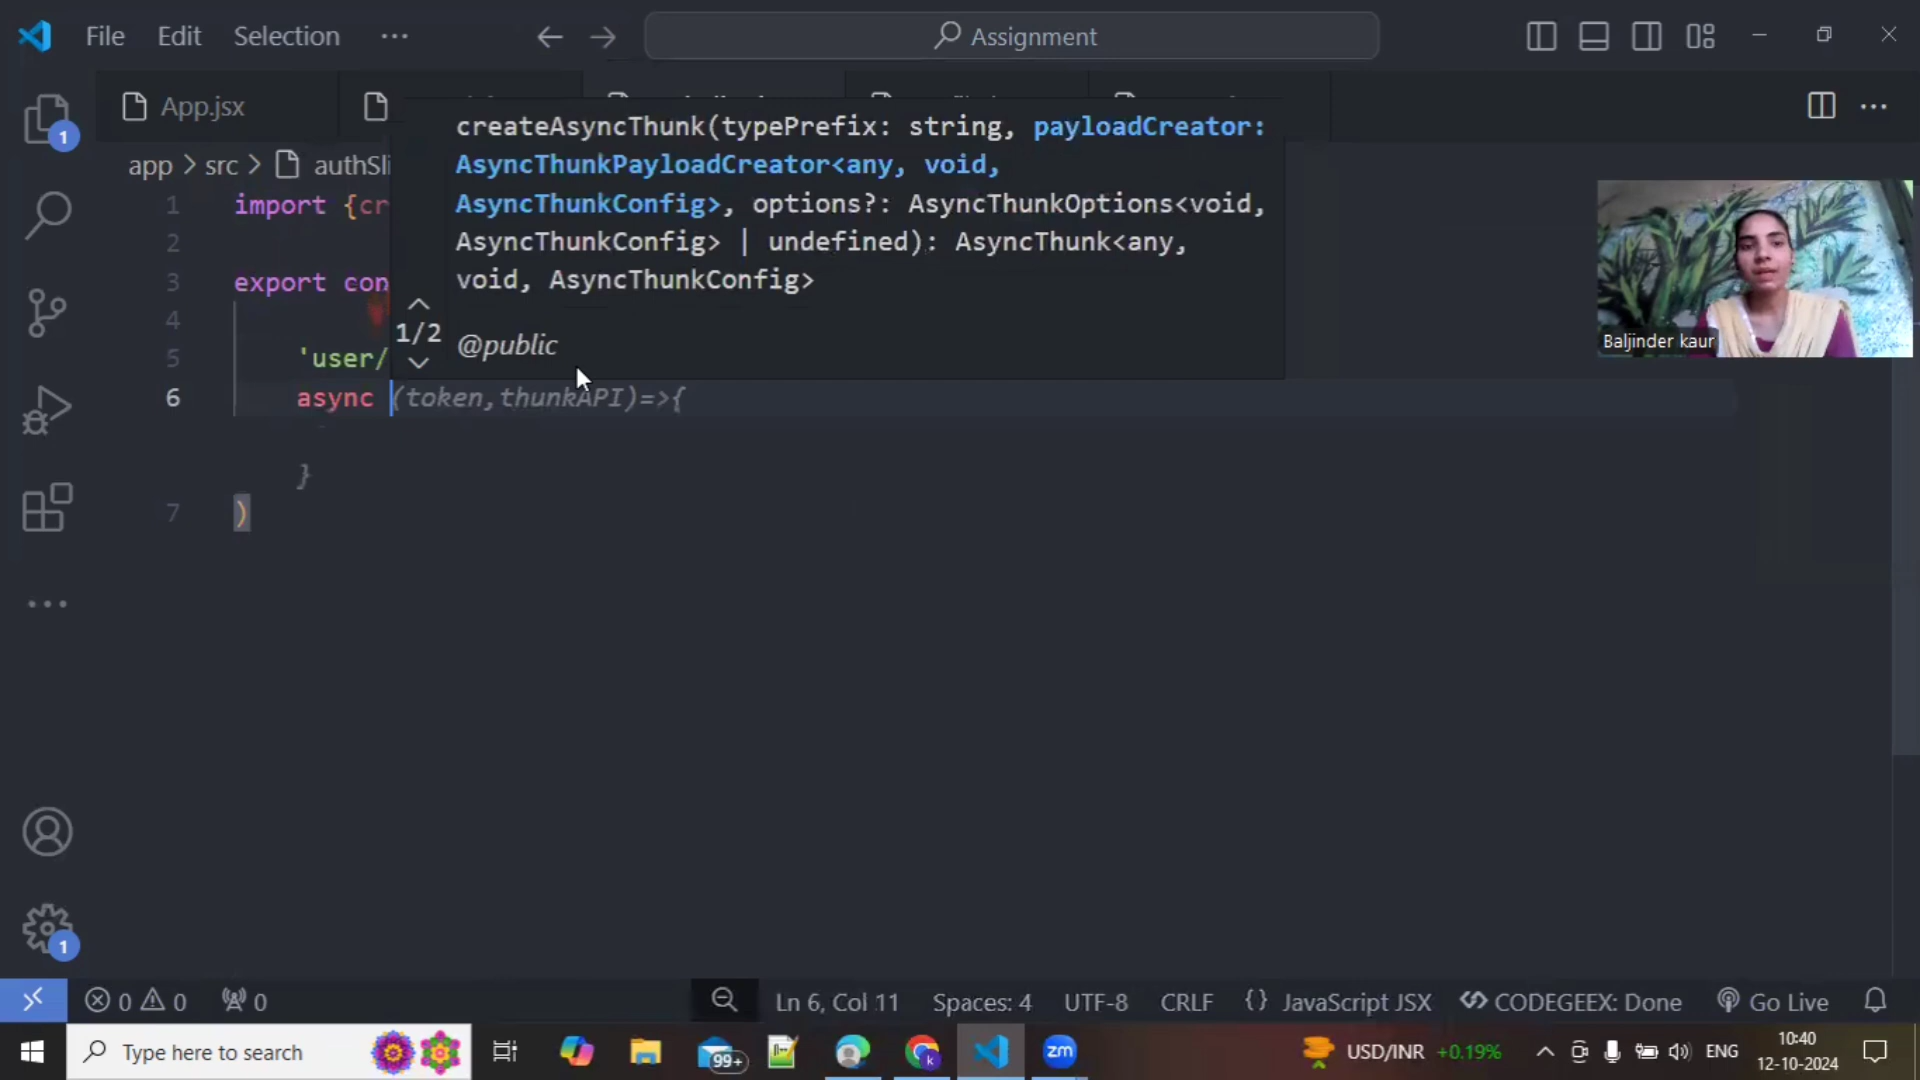 File Edit Selection ···
Assignment
App.jsx
app > src > authSli
createAsyncThunk(typePrefix: string, payloadCreator:
AsyncThunkPayloadCreator<any, void,
AsyncThunkConfig>, options?: AsyncThunkOptions<void,
AsyncThunkConfig> | undefined): AsyncThunk<any,
void, AsyncThunkConfig>
1/2
@public
1 import {cr
2
3 export con
4
5 'user/
6 async (token,thunkAPI)=>{
}
7 )
Baljinder kaur
1
1
0 0 0
Ln 6, Col 11 Spaces: 4 UTF-8 CRLF {} JavaScript JSX CODEGEEX: Done Go Live
Type here to search
99+
k
zm
USD/INR +0.19%
ENG
10:40
12-10-2024